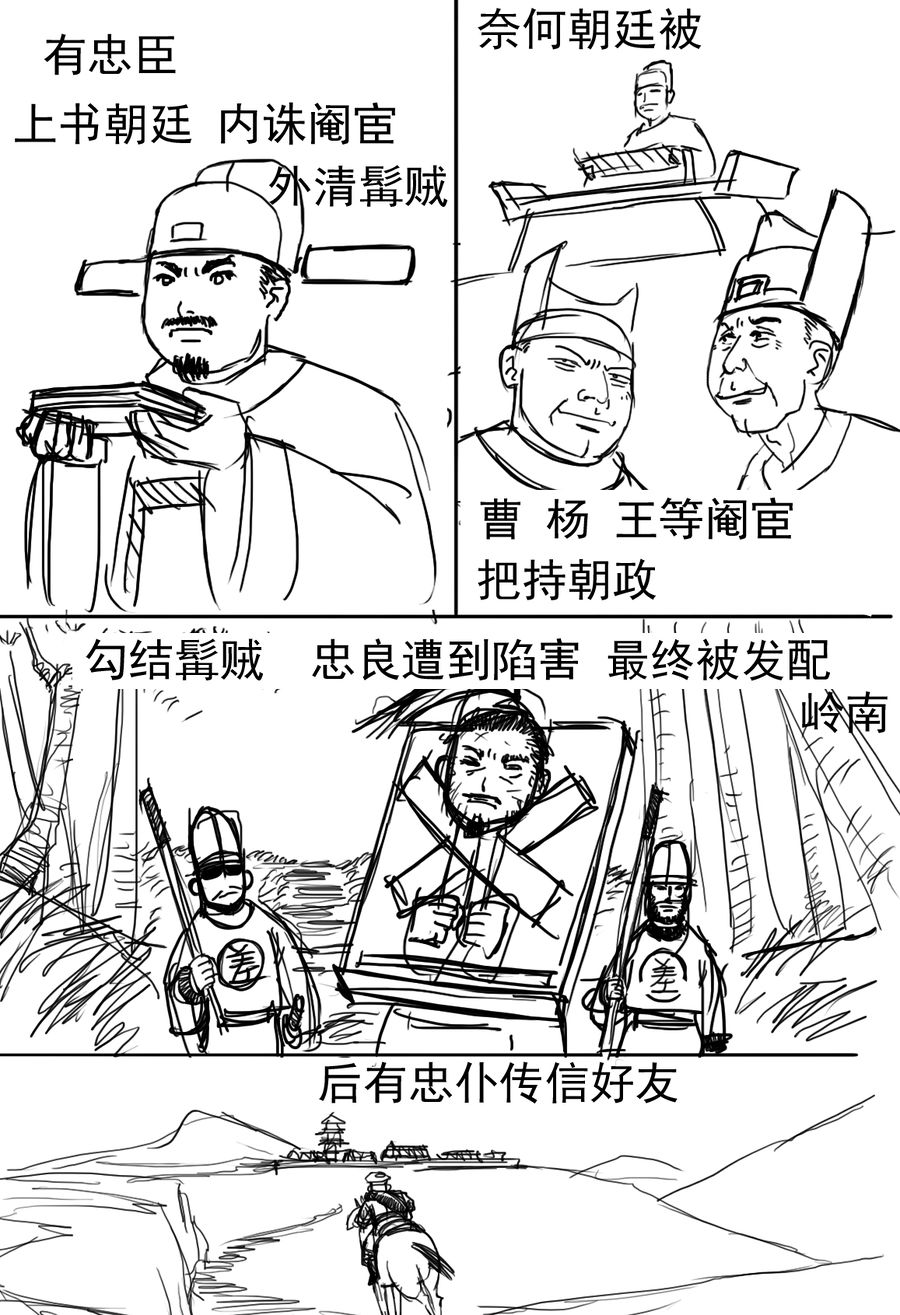 有忠臣
上书朝廷 内诛阉宦
外清髯贼
奈何朝廷被
曹 杨 王等阉宦
把持朝政
勾结髯贼 忠良遭到陷害 最终被发配
岭南
差
差
后有忠仆传信好友